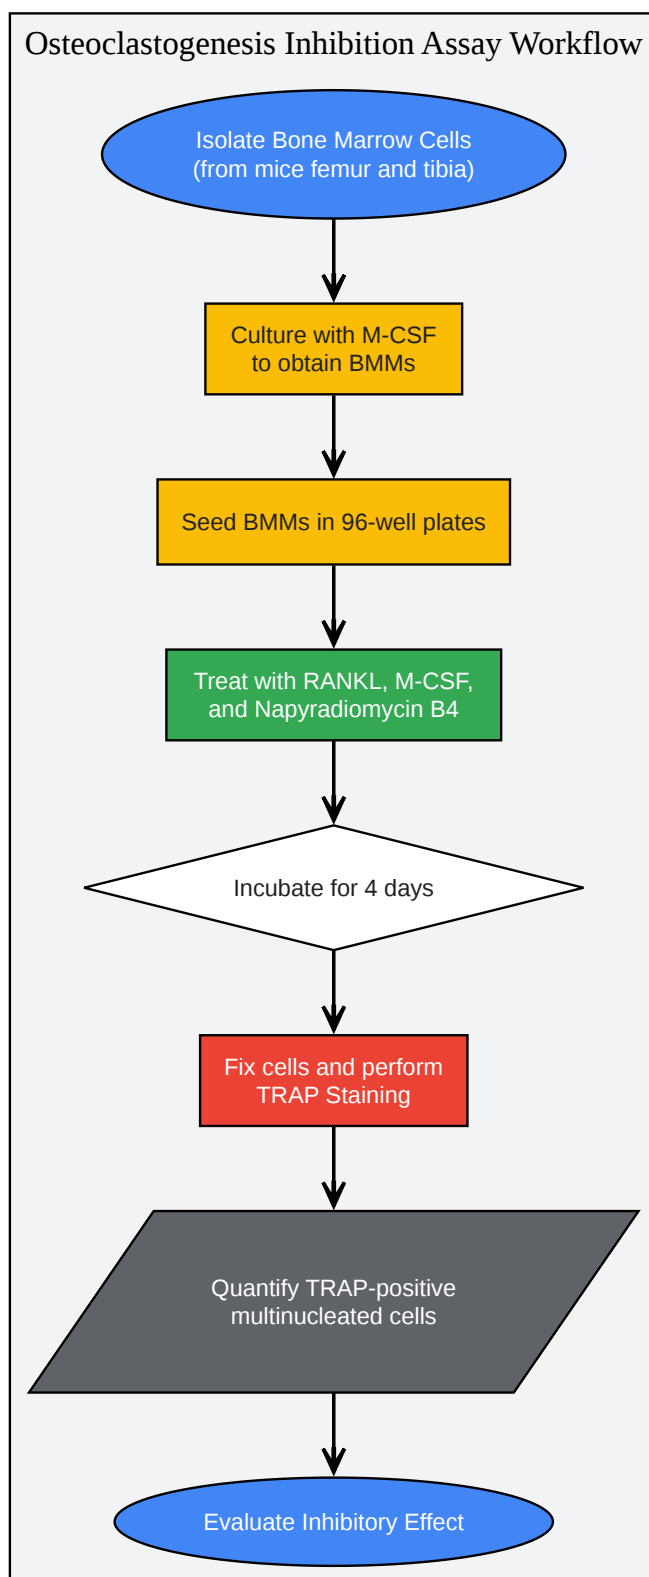 Osteoclastogenesis Inhibition Assay Workflow
Isolate Bone Marrow Cells
(from mice femur and tibia)
Culture with M-CSF
to obtain BMMs
Seed BMMs in 96-well plates
Treat with RANKL, M-CSF,
and Napyradiomycin B4
Incubate for 4 days
Fix cells and perform
TRAP Staining
Quantify TRAP-positive
multinucleated cells
Evaluate Inhibitory Effect